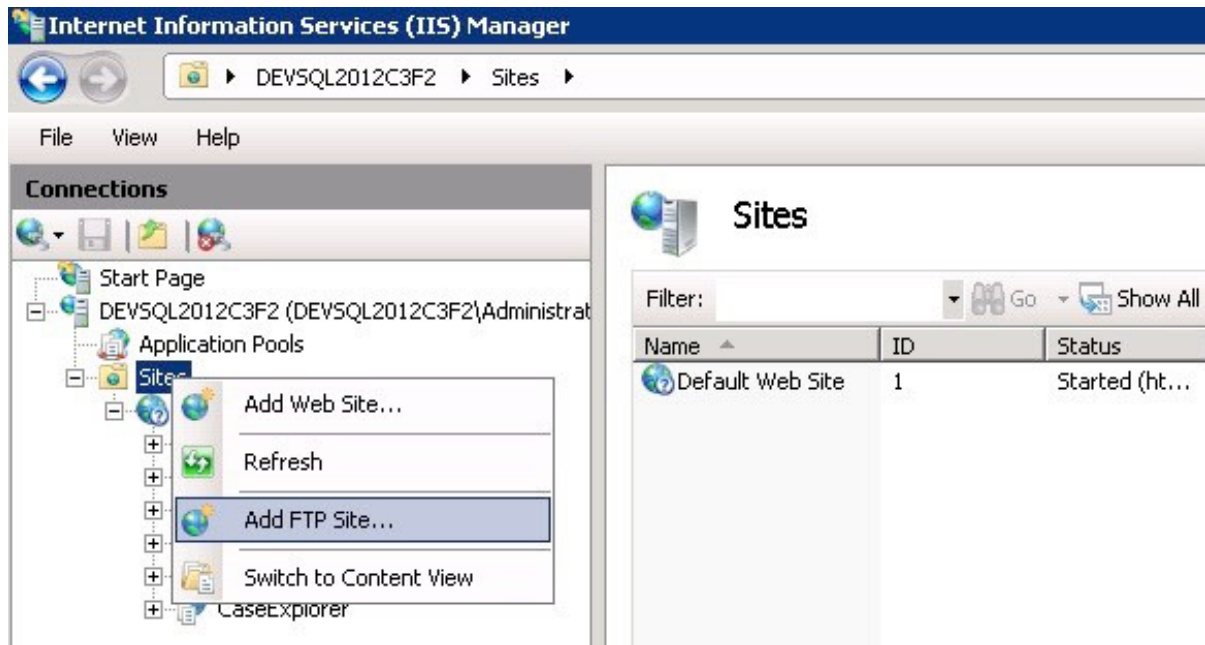 Internet Information Services (IIS) Manager
DEVSQL2012C3F2 Sites
File View Help
Connections
Start Page
DEVSQL2012C3F2 (DEVSQL2012C3F2\Administrat
Application Pools
Sites
Add Web Site...
Refresh
Add FTP Site...
Switch to Content View
CaseExplorer
Sites
Filter: Go Show All
Name ID Status
Default Web Site 1 Started (ht...